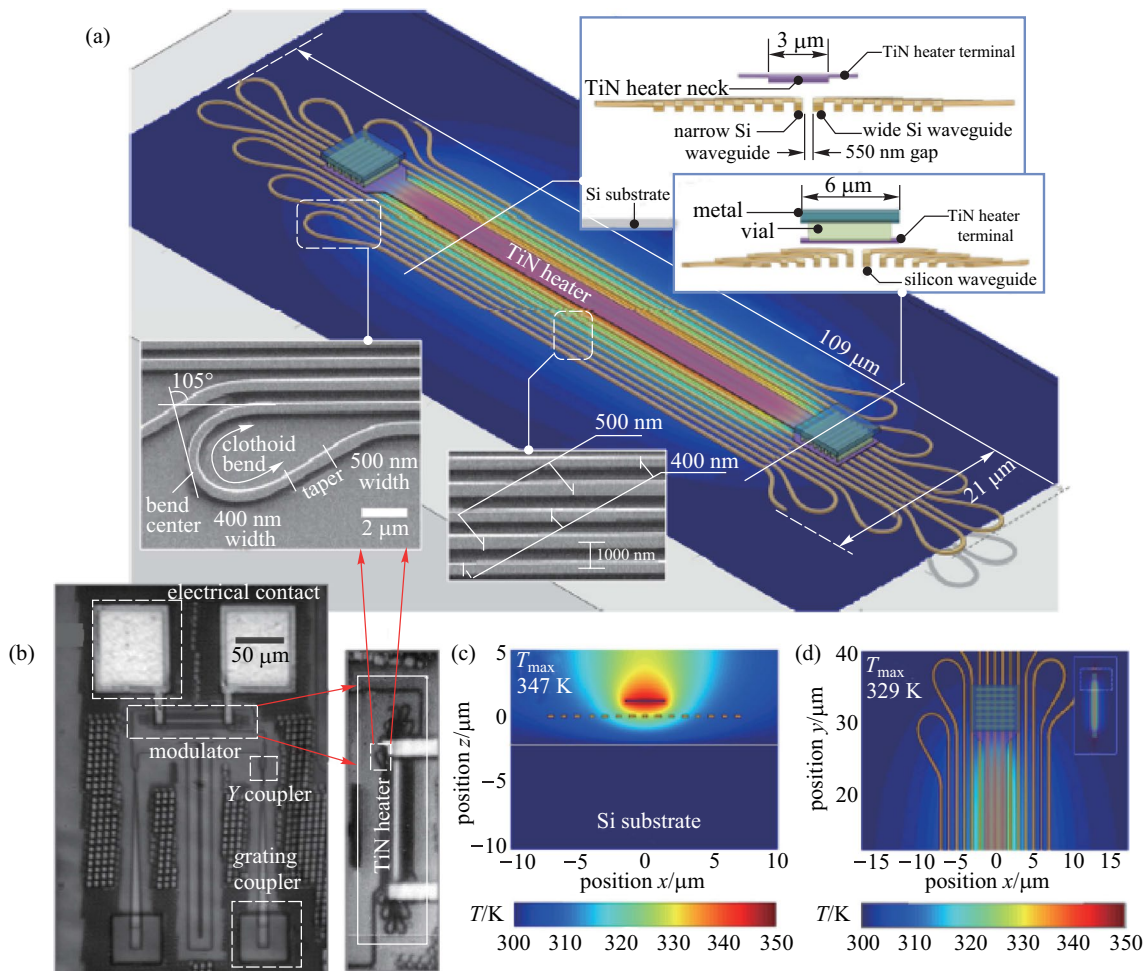 (a)
3 μm
TiN heater terminal
TiN heater neck
narrow Si
waveguide
wide Si waveguide
550 nm gap
Si substrate
6 μm
metal
vial
TiN heater
terminal
silicon waveguide
TiN heater
109 μm
21 μm
105°
clothoid
bend
taper
500 nm
width
bend
center
400 nm
width
2 μm
500 nm
400 nm
1000 nm
(b)
electrical contact
50 μm
modulator
Y coupler
grating
coupler
TiN heater
(c)
Tmax
347 K
5
0
−5
−10
position z/μm
Si substrate
−10
−5
0
5
10
position x/μm
T/K
300 310 320 330 340 350
(d)
Tmax
329 K
40
30
20
position y/μm
−15 −10 −5 0 5 10 15
position x/μm
T/K
300 310 320 330 340 350